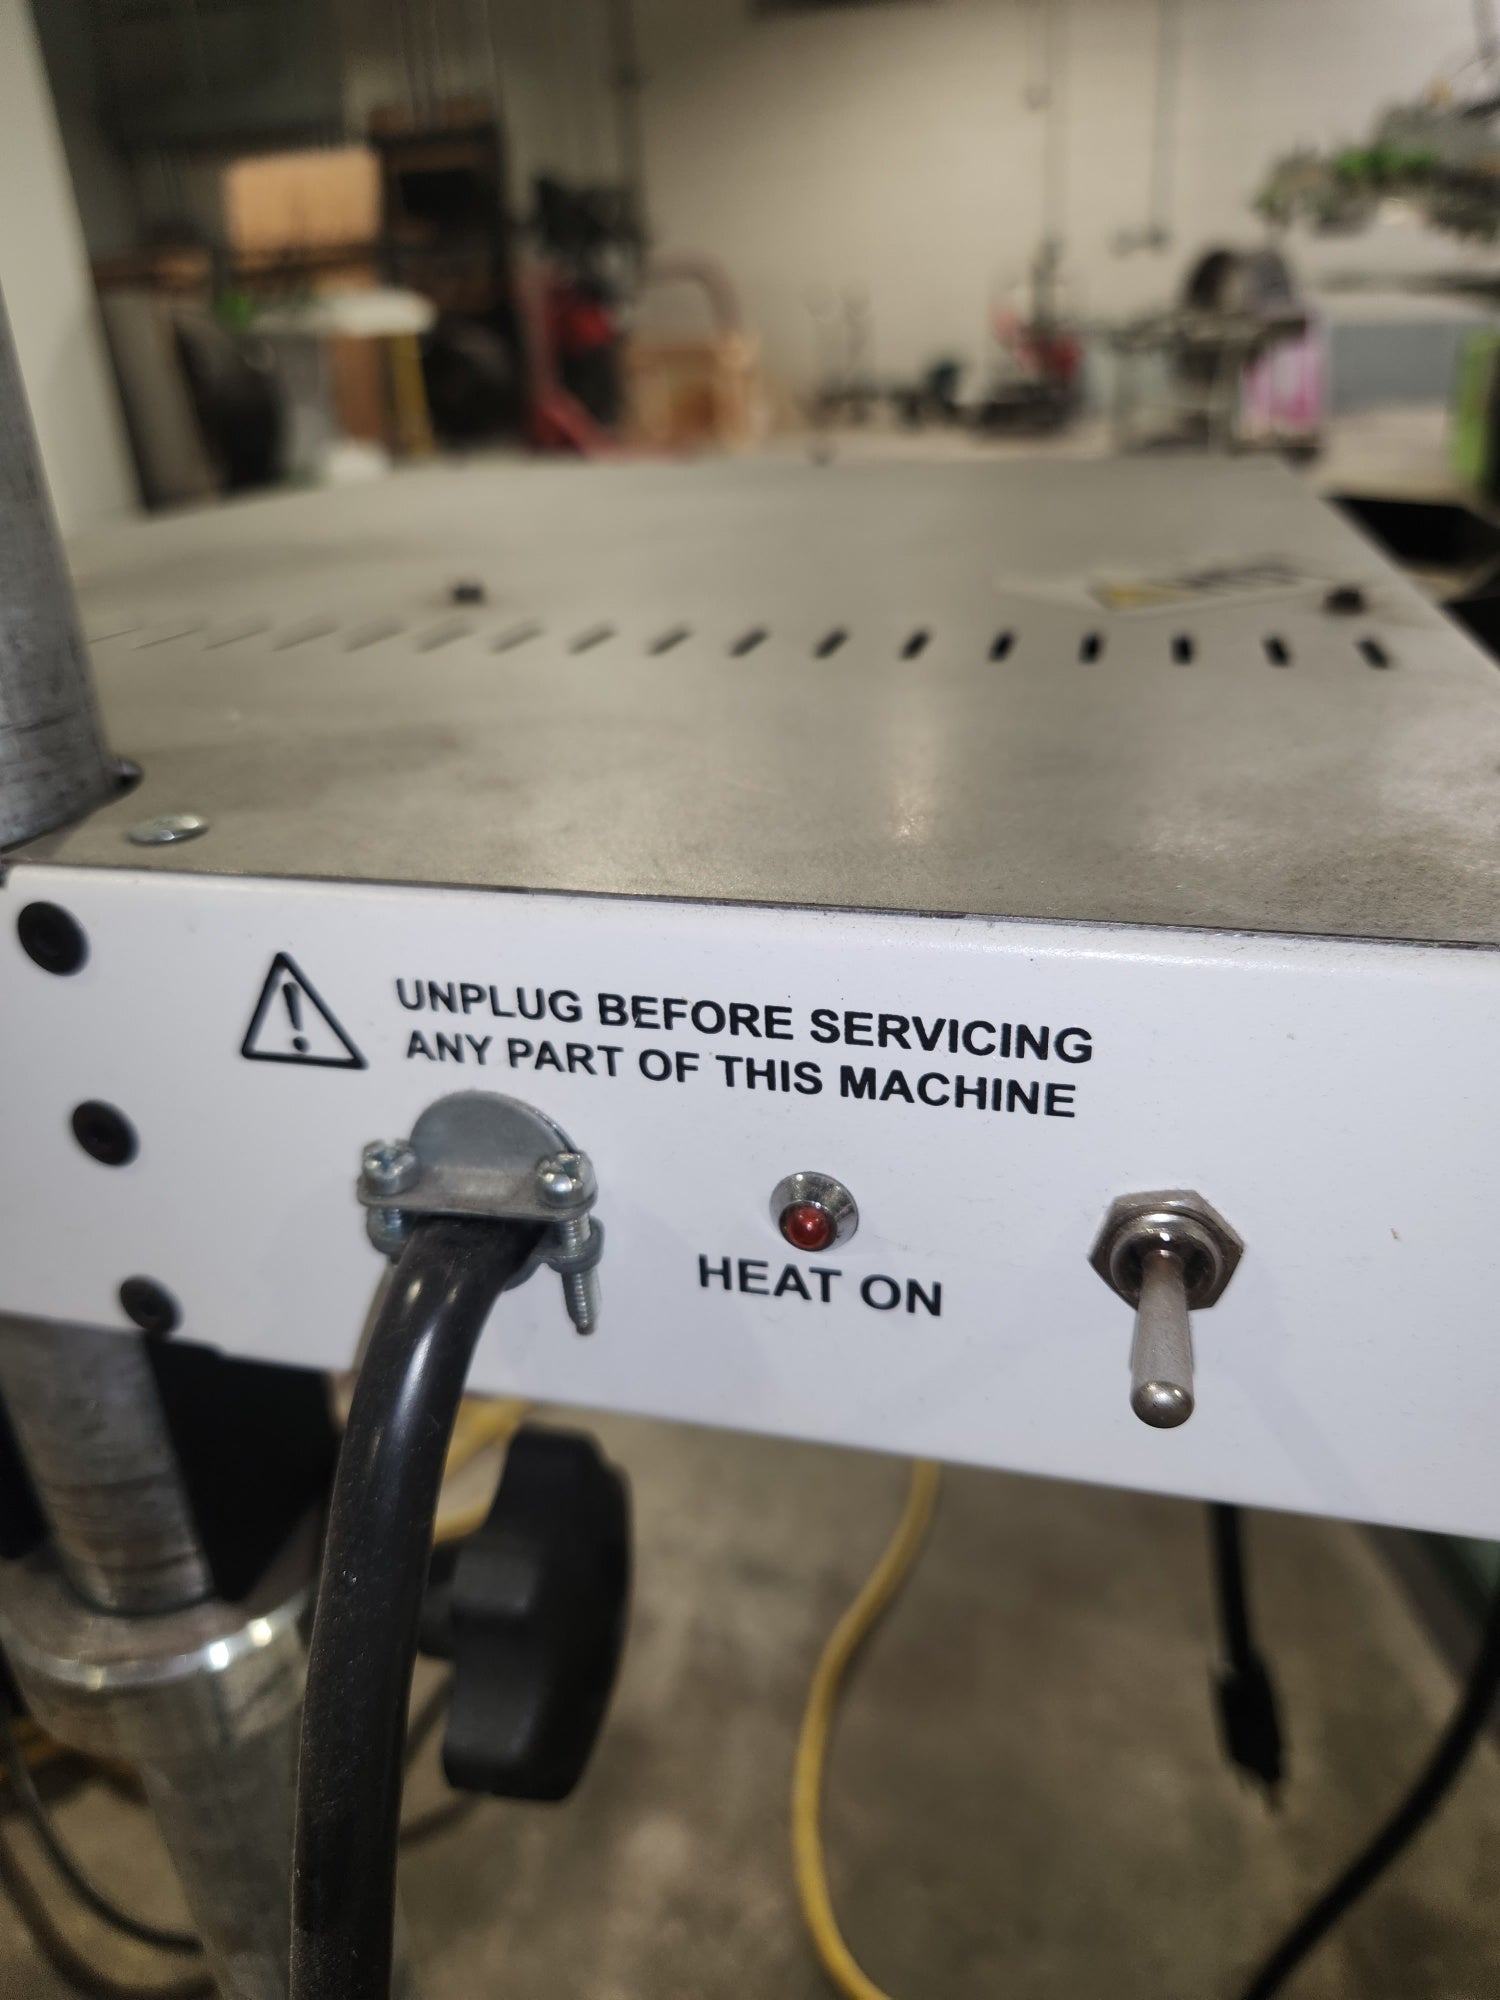 UNPLUG BEFORE SERVICING
ANY PART OF THIS MACHINE
HEAT ON